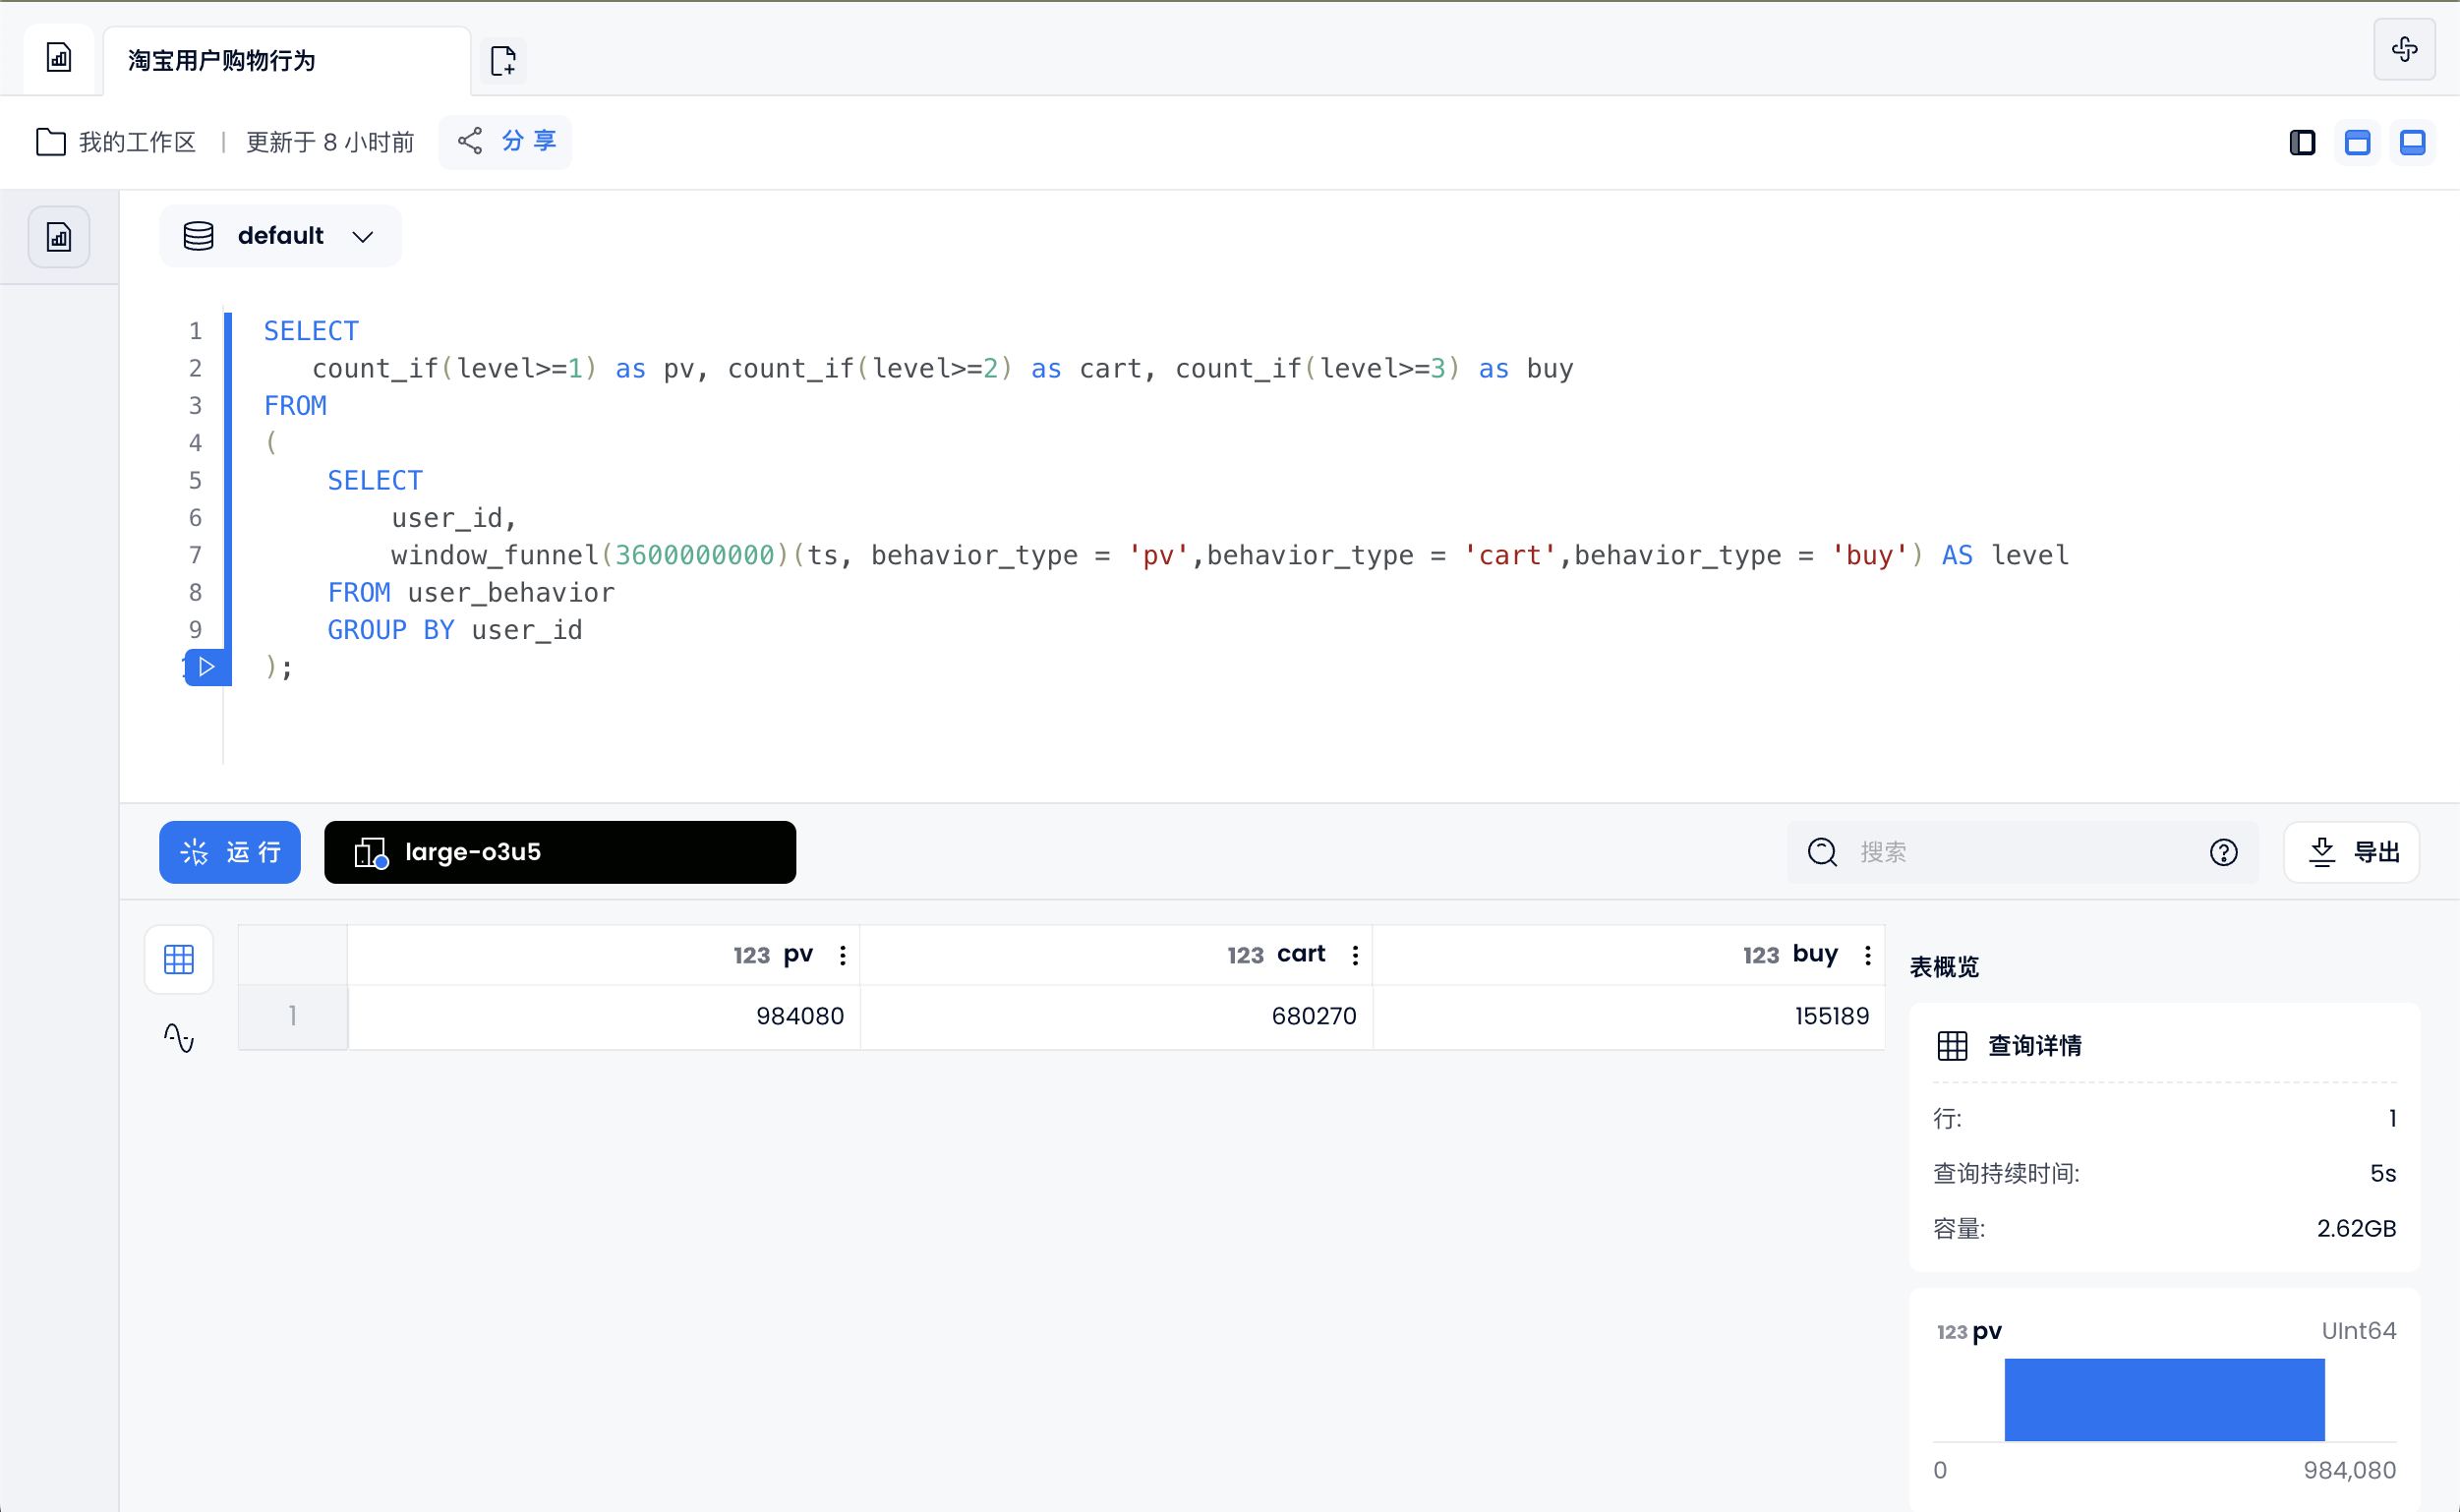 淘宝用户购物行为
我的工作区 | 更新于 8 小时前 分享
default
1 SELECT
2 count_if(level>=1) as pv, count_if(level>=2) as cart, count_if(level>=3) as buy
3 FROM
4 (
5 SELECT
6 user_id,
7 window_funnel(3600000000)(ts, behavior_type = 'pv',behavior_type = 'cart',behavior_type = 'buy') AS level
8 FROM user_behavior
9 GROUP BY user_id
);
运行 large-o3u5 搜索 导出
123 pv 123 cart 123 buy
1 984080 680270 155189
表概览
查询详情
行: 1
查询持续时间: 5s
容量: 2.62GB
123 pv UInt64
0 984,080